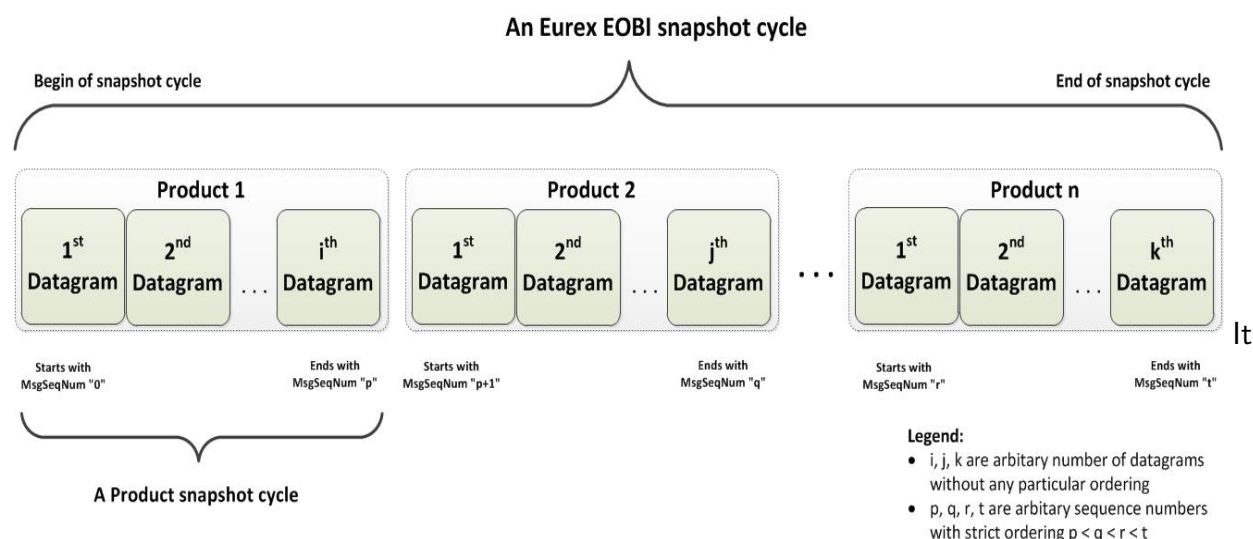 An Eurex EOBI snapshot cycle
Begin of snapshot cycle
End of snapshot cycle
Product 1
1st
Datagram
2nd
Datagram
...
ith
Datagram
Product 2
1st
Datagram
2nd
Datagram
...
jth
Datagram
...
Product n
1st
Datagram
2nd
Datagram
...
kth
Datagram
It
Starts with
MsgSeqNum "0"
Ends with
MsgSeqNum "p"
Starts with
MsgSeqNum "p+1"
Ends with
MsgSeqNum "q"
Starts with
MsgSeqNum "r"
Ends with
MsgSeqNum "t"
A Product snapshot cycle
Legend:
• i, j, k are arbitary number of datagrams
without any particular ordering
• p, q, r, t are arbitary sequence numbers
with strict ordering p < q < r < t